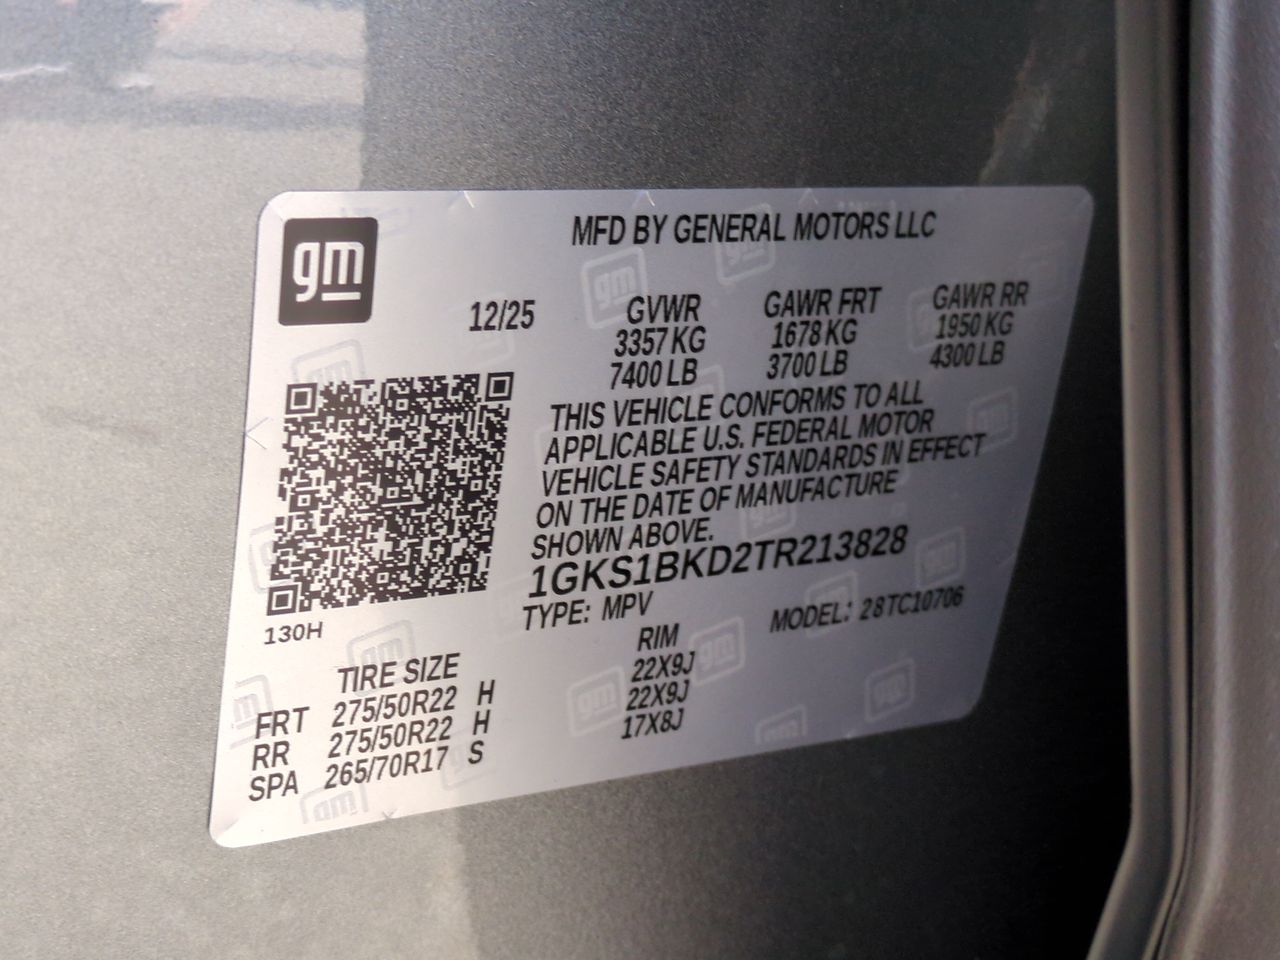 gm
MFD BY GENERAL MOTORS LLC
12/25 GVWR GAWR FRT GAWR RR
3357 KG 1678 KG 1950 KG
7400 LB 3700 LB 4300 LB
THIS VEHICLE CONFORMS TO ALL
APPLICABLE U.S. FEDERAL MOTOR
VEHICLE SAFETY STANDARDS IN EFFECT
ON THE DATE OF MANUFACTURE
SHOWN ABOVE.
1GKS1BKD2TR213828
TYPE: MPV MODEL: 28TC10706
130H
TIRE SIZE RIM
FRT 275/50R22 H 22X9J
RR 275/50R22 H 22X9J
SPA 265/70R17 S 17X8J